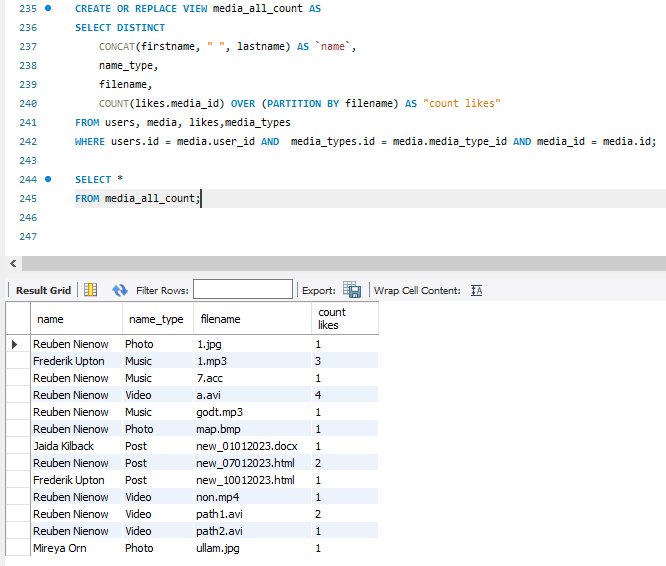 235 CREATE OR REPLACE VIEW media_all_count AS
236 SELECT DISTINCT
237 CONCAT(firstname, " ", lastname) AS `name`,
238 name_type,
239 filename,
240 COUNT(likes.media_id) OVER (PARTITION BY filename) AS "count likes"
241 FROM users, media, likes,media_types
242 WHERE users.id = media.user_id AND  media_types.id = media.media_type_id AND media_id = media.id;
243
244 SELECT *
245 FROM media_all_count;
246
247
Result Grid Filter Rows: Export: Wrap Cell Content:
name name_type filename count likes
Reuben Nienow Photo 1.jpg 1
Frederik Upton Music 1.mp3 3
Reuben Nienow Music 7.acc 1
Reuben Nienow Video a.avi 4
Reuben Nienow Music godt.mp3 1
Reuben Nienow Photo map.bmp 1
Jaida Kilback Post new_01012023.docx 1
Reuben Nienow Post new_07012023.html 2
Frederik Upton Post new_10012023.html 1
Reuben Nienow Video non.mp4 1
Reuben Nienow Video path1.avi 2
Reuben Nienow Video path2.avi 1
Mireya Orn Photo ullam.jpg 1